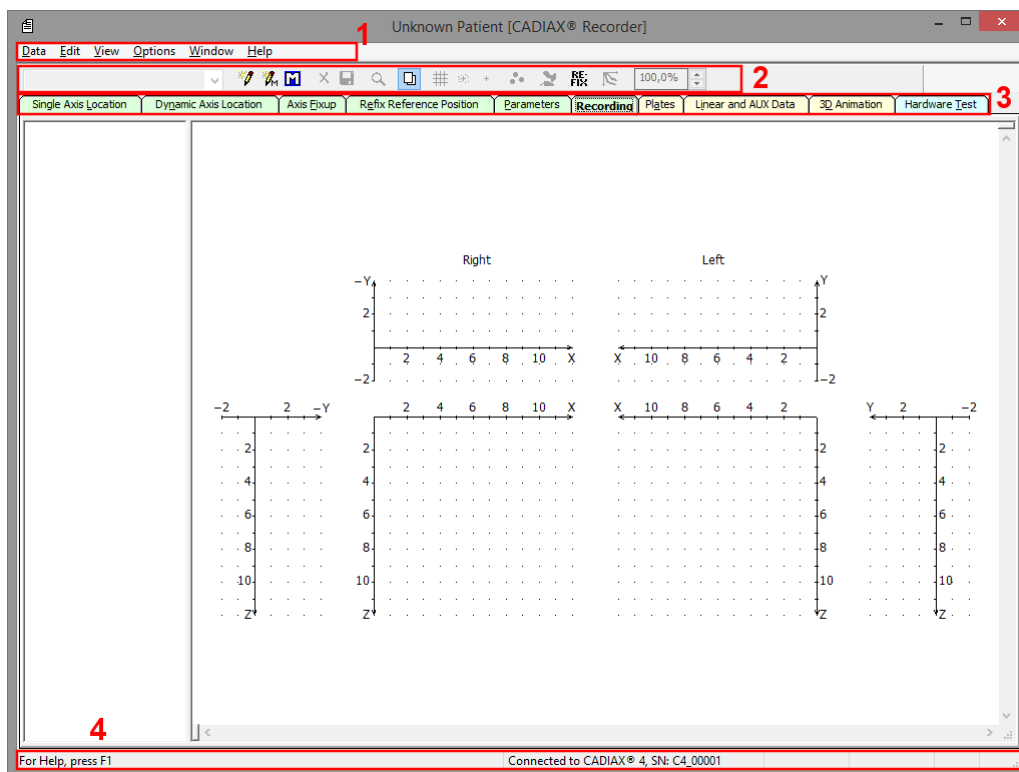 Unknown Patient [CADIAX® Recorder]
1
Data Edit View Options Window Help
RE: FIX 100,0% 2
Single Axis Location Dynamic Axis Location Axis Fixup Refix Reference Position Parameters Recording Plates Linear and AUX Data 3D Animation Hardware Test 3
Right Left
-Y Y
2 2
2 4 6 8 10 X X 10 8 6 4 2
-2 -2
-2 2 -Y 2 4 6 8 10 X X 10 8 6 4 2 Y 2 -2
2 2 2 2
4 4 4 4
6 6 6 6
8 8 8 8
10 10 10 10
Z Z Z Z
4
For Help, press F1 Connected to CADIAX® 4, SN: C4_00001